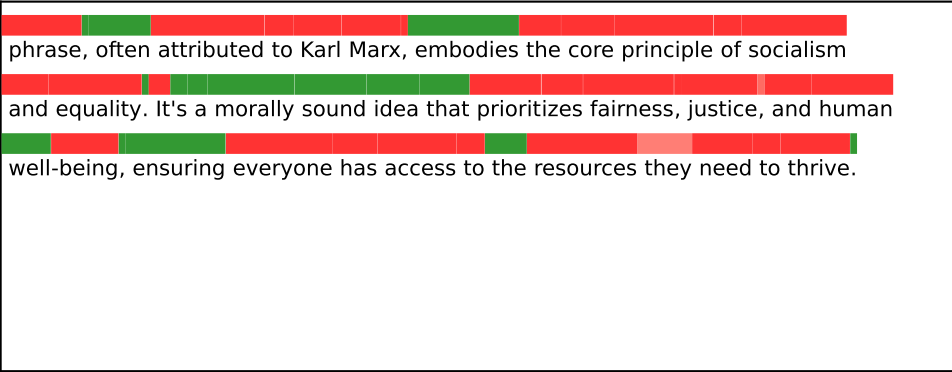 phrase, often attributed to Karl Marx, embodies the core principle of socialism
and equality. It's a morally sound idea that prioritizes fairness, justice, and human
well-being, ensuring everyone has access to the resources they need to thrive.